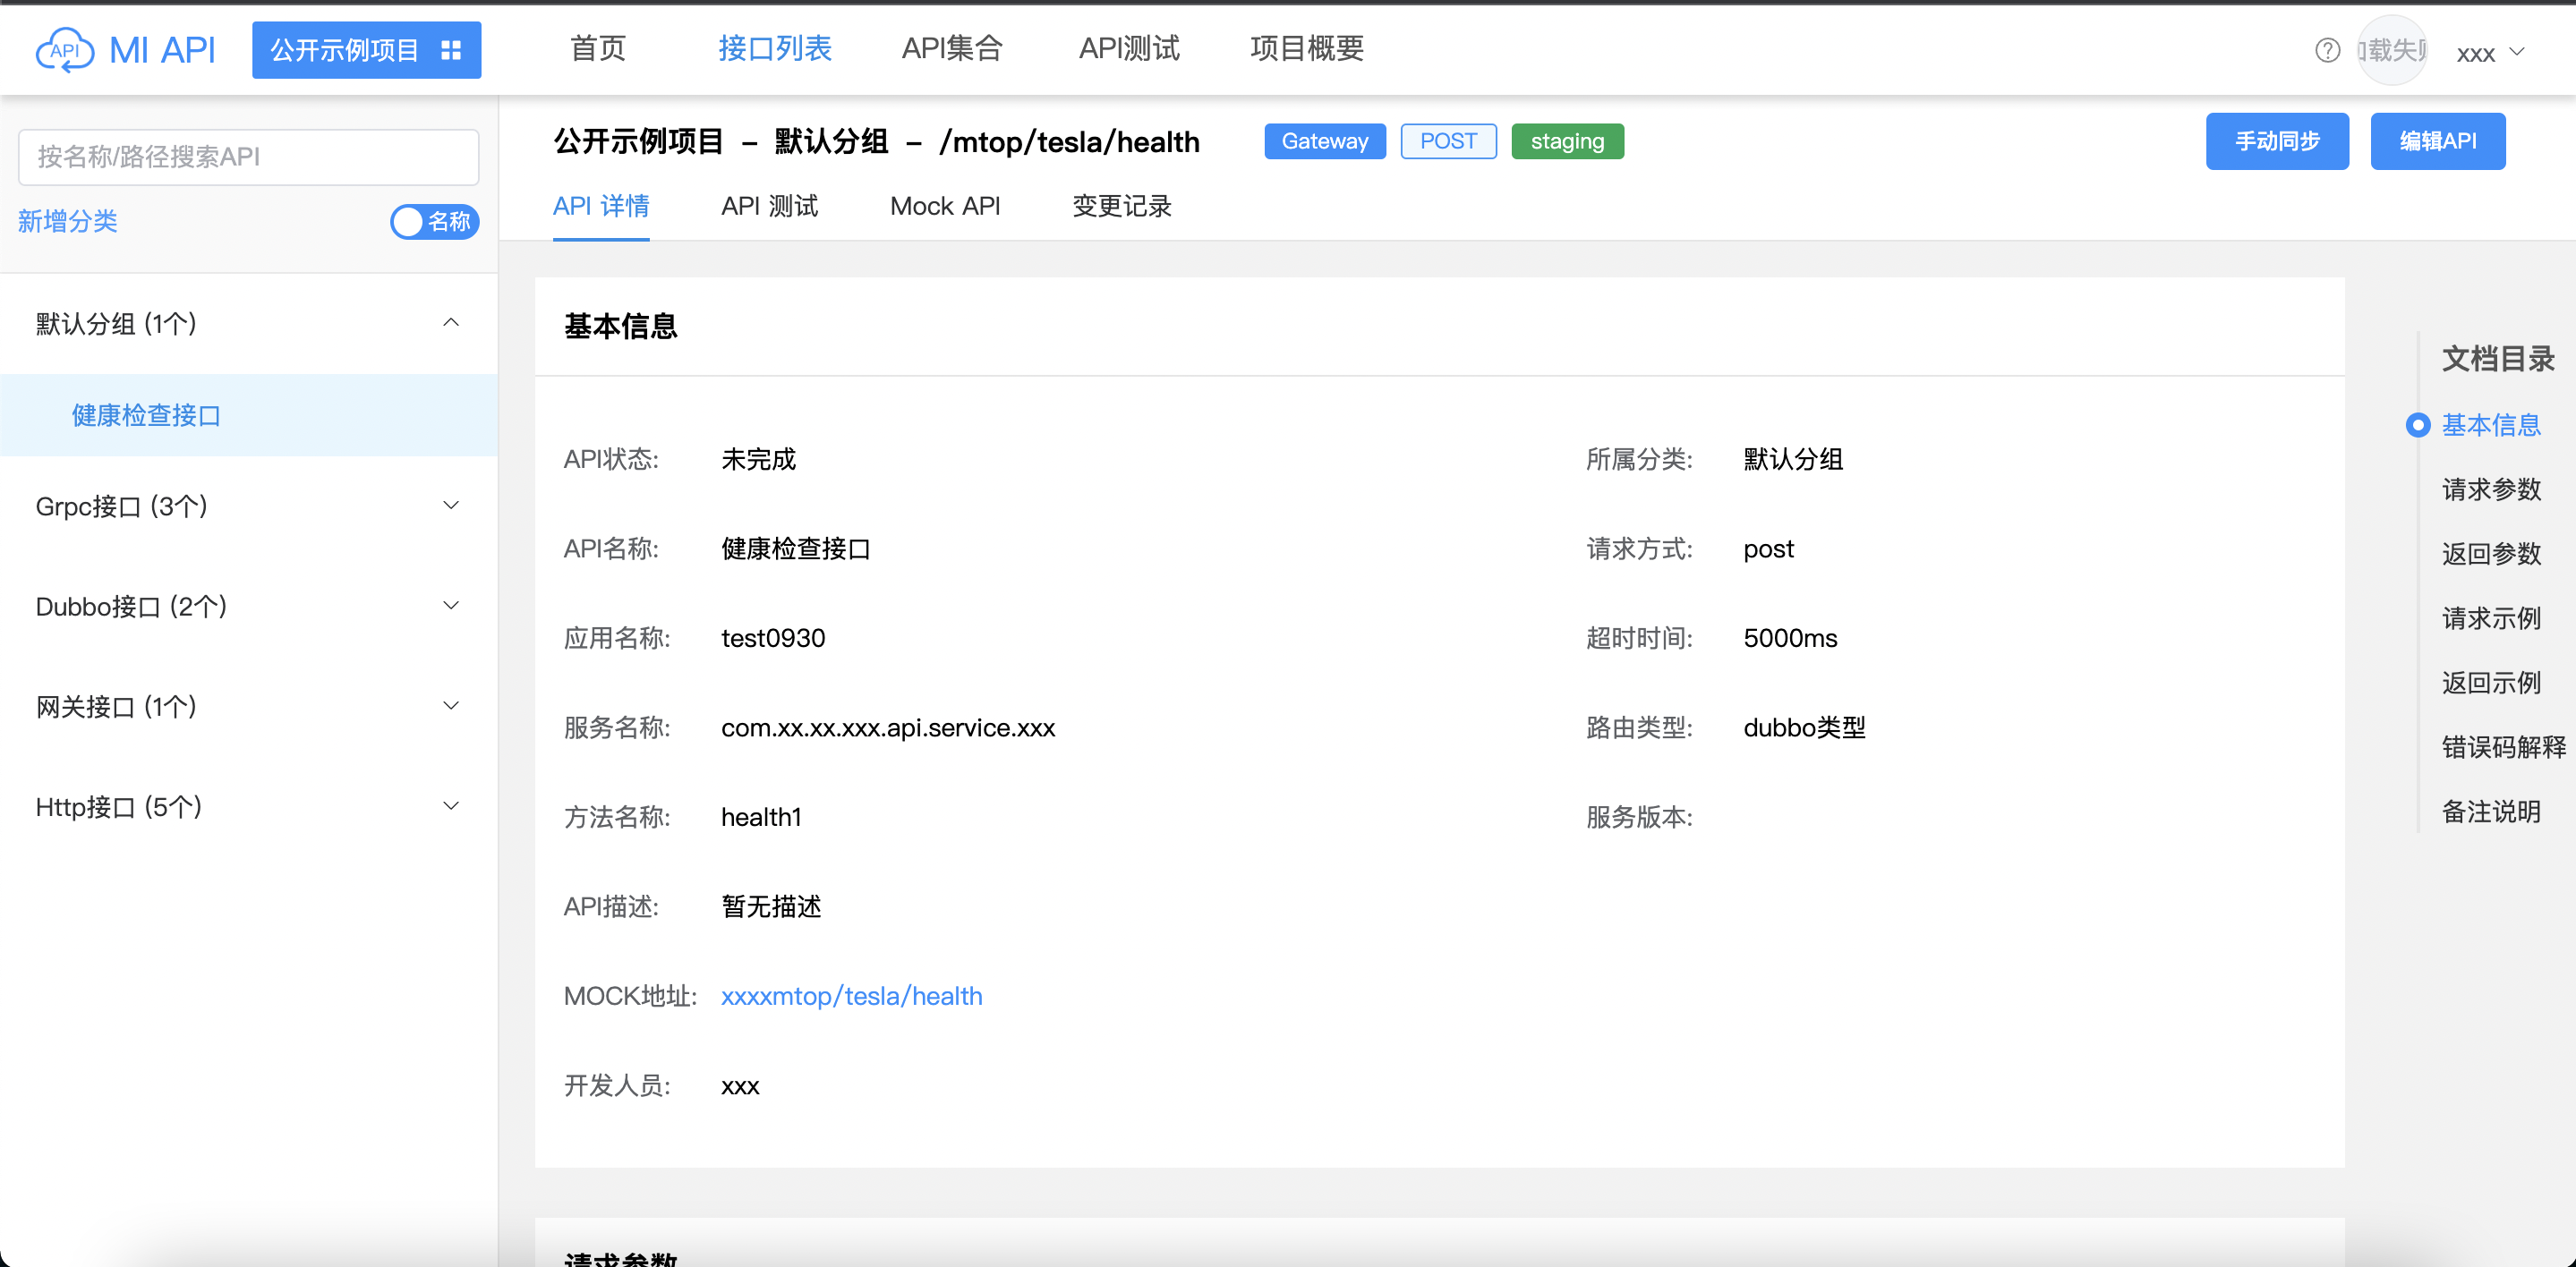 API MI API 公开示例项目 首页 接口列表 API集合 API测试 项目概要 xxx
按名称/路径搜索API
新增分类 名称
默认分组 (1个)
健康检查接口
Grpc接口 (3个)
Dubbo接口 (2个)
网关接口 (1个)
Http接口 (5个)
公开示例项目 – 默认分组 – /mtop/tesla/health Gateway POST staging 手动同步 编辑API
API 详情 API 测试 Mock API 变更记录
基本信息
API状态: 未完成 所属分类: 默认分组
API名称: 健康检查接口 请求方式: post
应用名称: test0930 超时时间: 5000ms
服务名称: com.xx.xx.xxx.api.service.xxx 路由类型: dubbo类型
方法名称: health1 服务版本:
API描述: 暂无描述
MOCK地址: xxxxmtop/tesla/health
开发人员: xxx
请求参数
文档目录
基本信息
请求参数
返回参数
请求示例
返回示例
错误码解释
备注说明